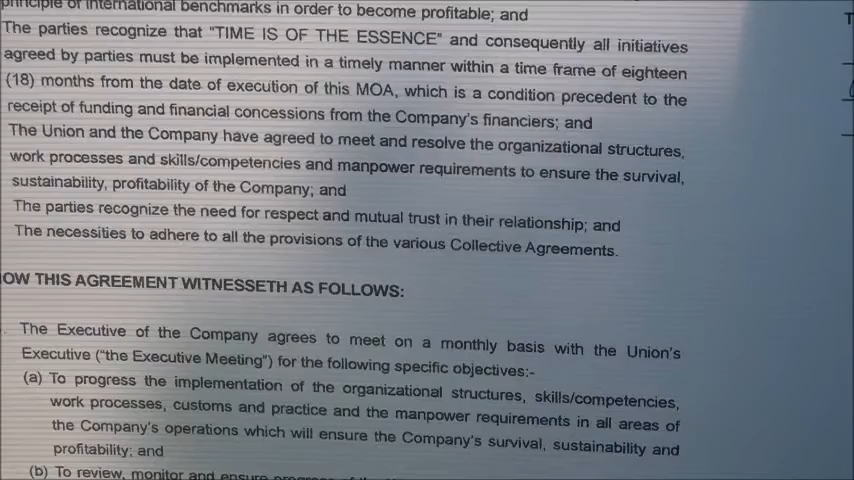 principle of international benchmarks in order to become profitable; and
The parties recognize that "TIME IS OF THE ESSENCE" and consequently all initiatives
agreed by parties must be implemented in a timely manner within a time frame of eighteen
(18) months from the date of execution of this MOA, which is a condition precedent to the
receipt of funding and financial concessions from the Company's financiers; and
The Union and the Company have agreed to meet and resolve the organizational structures,
work processes and skills/competencies and manpower requirements to ensure the survival,
sustainability, profitability of the Company; and
The parties recognize the need for respect and mutual trust in their relationship; and
The necessities to adhere to all the provisions of the various Collective Agreements.
OW THIS AGREEMENT WITNESSETH AS FOLLOWS:
The Executive of the Company agrees to meet on a monthly basis with the Union's
Executive ("the Executive Meeting") for the following specific objectives:-
(a) To progress the implementation of the organizational structures, skills/competencies,
work processes, customs and practice and the manpower requirements in all areas of
the Company's operations which will ensure the Company's survival, sustainability and
profitability; and
(b) To review, monitor and ensure progress